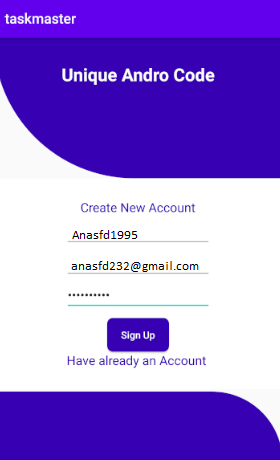 taskmaster
Unique Andro Code
Create New Account
Anasfd1995
anasfd232@gmail.com
••••••••••
Sign Up
Have already an Account